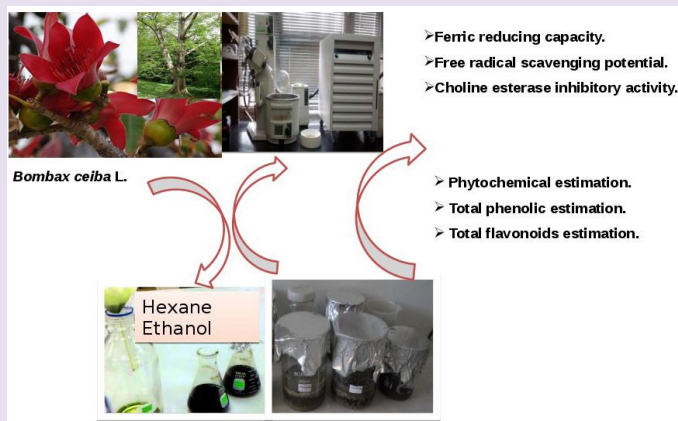 ➢Ferric reducing capacity.
➢Free radical scavenging potential.
➢Choline esterase inhibitory activity.
Bombax ceiba L.
➢ Phytochemical estimation.
➢ Total phenolic estimation.
➢ Total flavonoids estimation.
Hexane
Ethanol